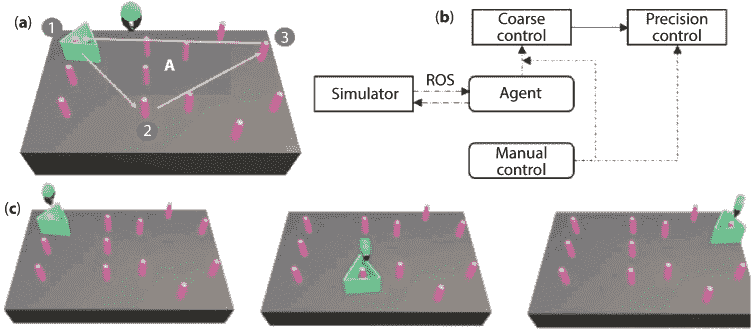 (a)
1
3
A
2
(b)
Coarse
control
Precision
control
ROS
Simulator
Agent
Manual
control
(c)